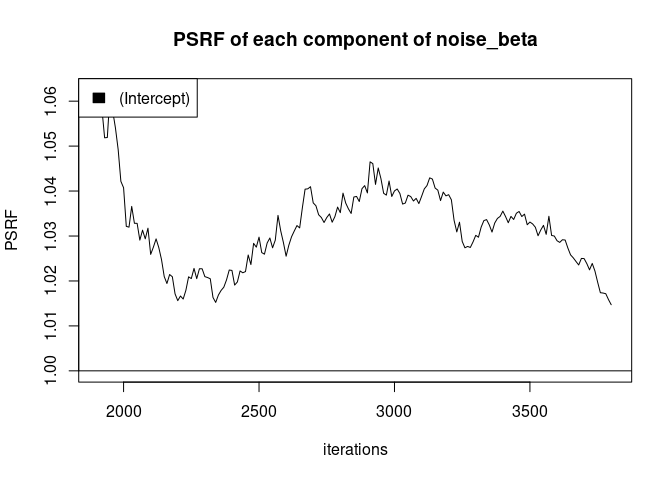 PSRF of each component of noise_beta
(Intercept)
PSRF
1.06
1.05
1.04
1.03
1.02
1.01
1.00
2000 2500 3000 3500
iterations